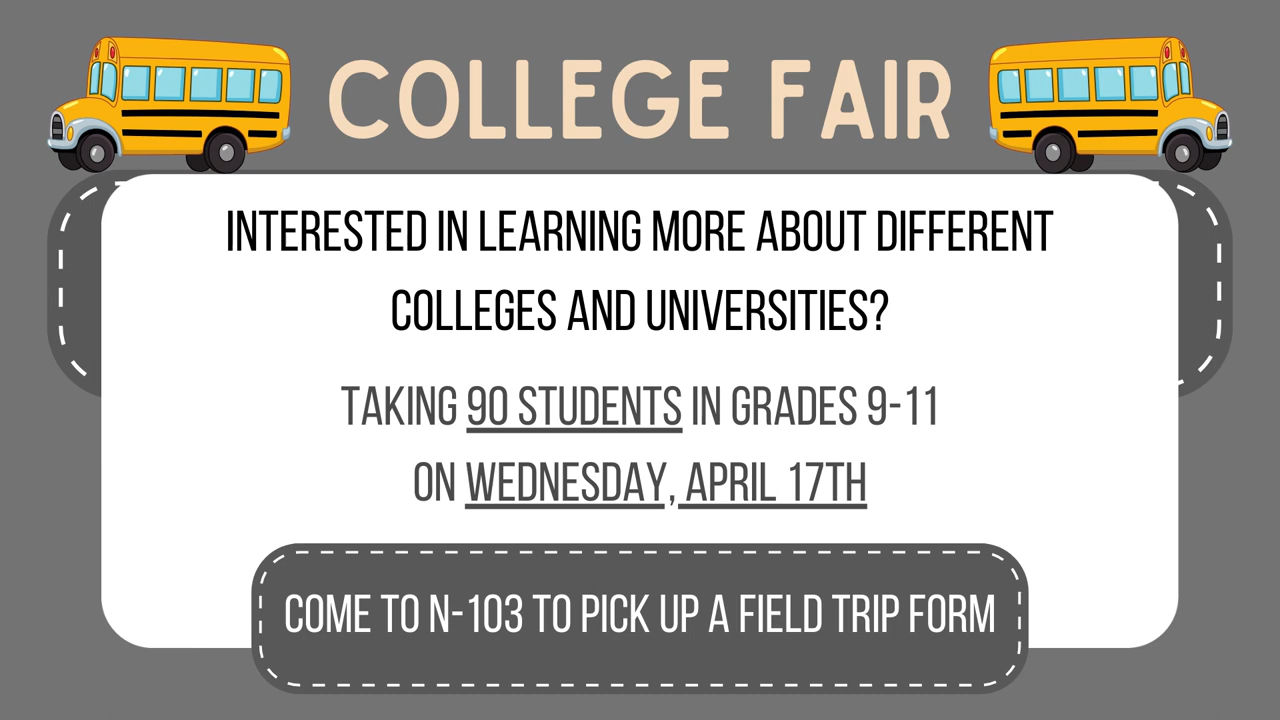 COLLEGE FAIR
INTERESTED IN LEARNING MORE ABOUT DIFFERENT
COLLEGES AND UNIVERSITIES?
TAKING 90 STUDENTS IN GRADES 9-11
ON WEDNESDAY, APRIL 17TH
COME TO N-103 TO PICK UP A FIELD TRIP FORM